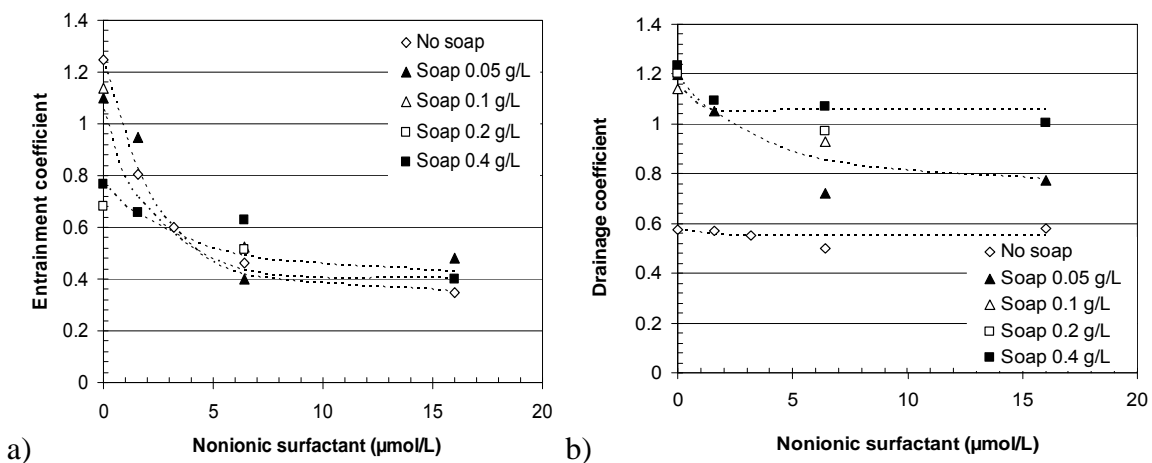 1.4
1.2
1
0.8
0.6
0.4
0.2
0
Entrainment coefficient
No soap
Soap 0.05 g/L
Soap 0.1 g/L
Soap 0.2 g/L
Soap 0.4 g/L
0 5 10 15 20
Nonionic surfactant (µmol/L)
a)
1.4
1.2
1
0.8
0.6
0.4
0.2
0
Drainage coefficient
No soap
Soap 0.05 g/L
Soap 0.1 g/L
Soap 0.2 g/L
Soap 0.4 g/L
0 5 10 15 20
Nonionic surfactant (µmol/L)
b)